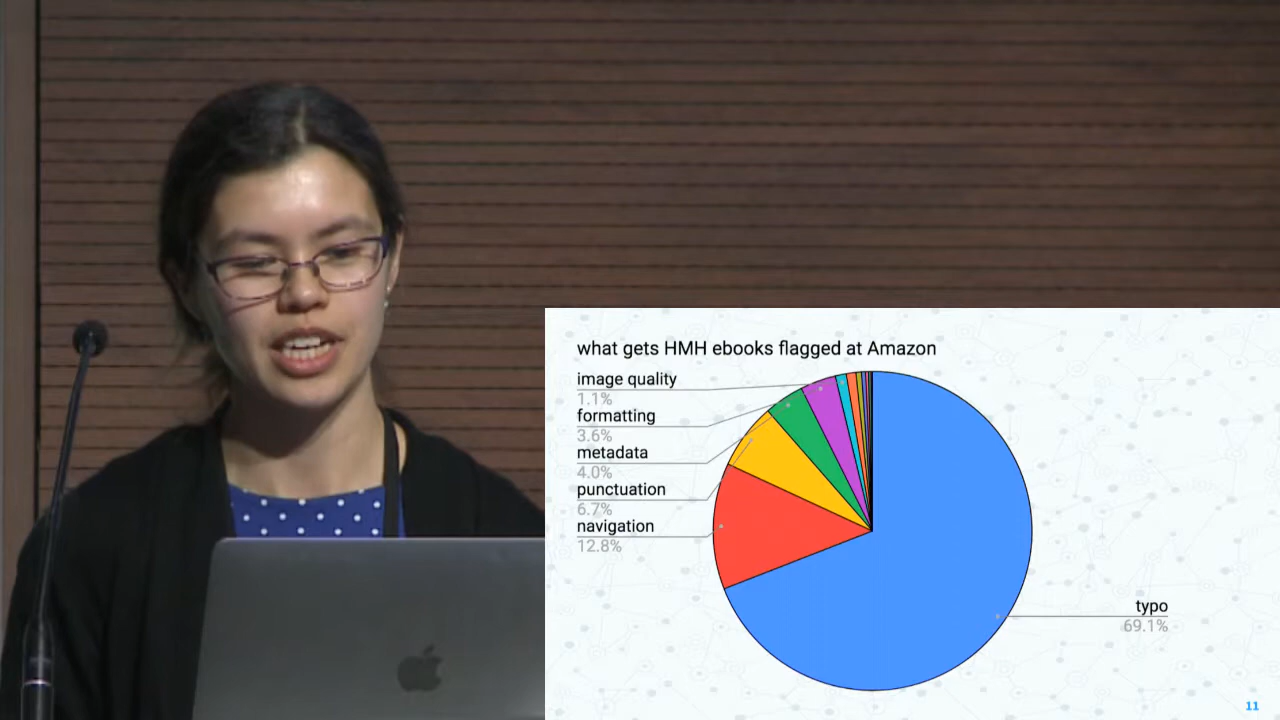 what gets HMH ebooks flagged at Amazon
image quality
1.1%
formatting
3.6%
metadata
4.0%
punctuation
6.7%
navigation
12.8%
typo
69.1%
11